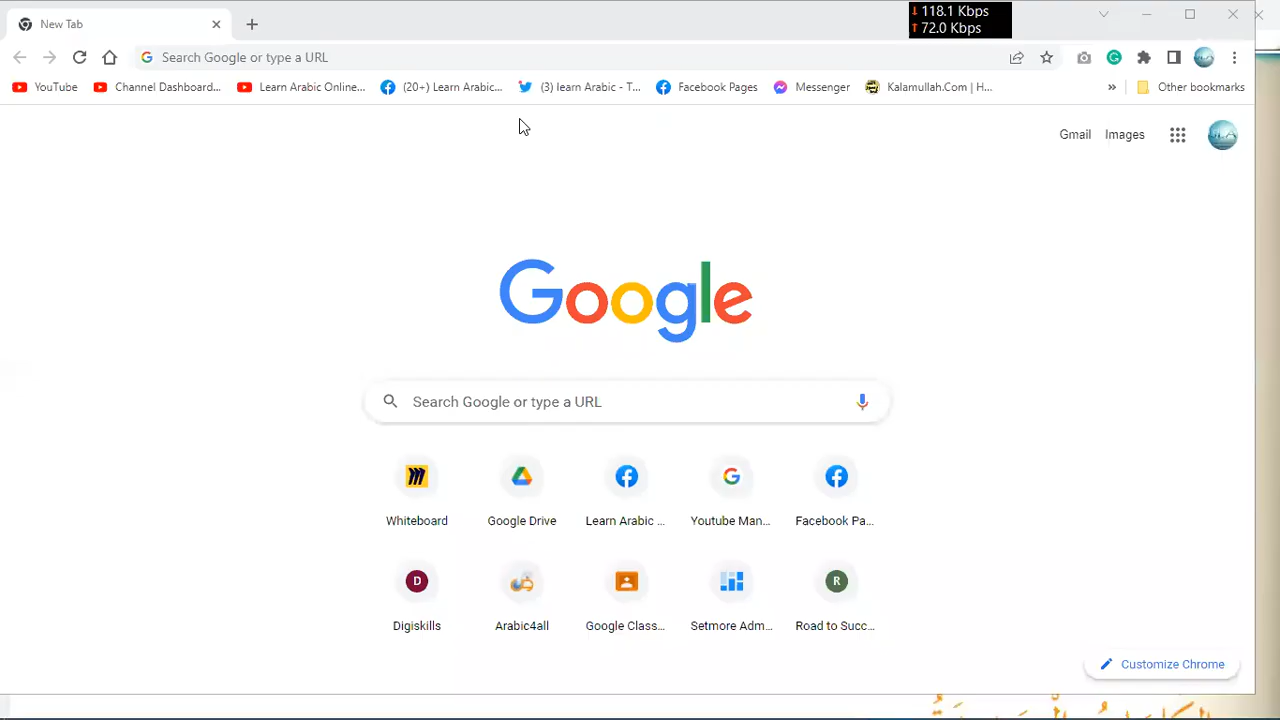 New Tab
↓ 118.1 Kbps
↑ 72.0 Kbps
Search Google or type a URL
YouTube Channel Dashboard... Learn Arabic Online... (20+) Learn Arabic... (3) learn Arabic - T... Facebook Pages Messenger Kalamullah.Com | H... » Other bookmarks
Gmail Images
Google
Search Google or type a URL
Whiteboard Google Drive Learn Arabic ... Youtube Man... Facebook Pa...
D R
Digiskills Arabic4all Google Class... Setmore Adm... Road to Succ...
Customize Chrome